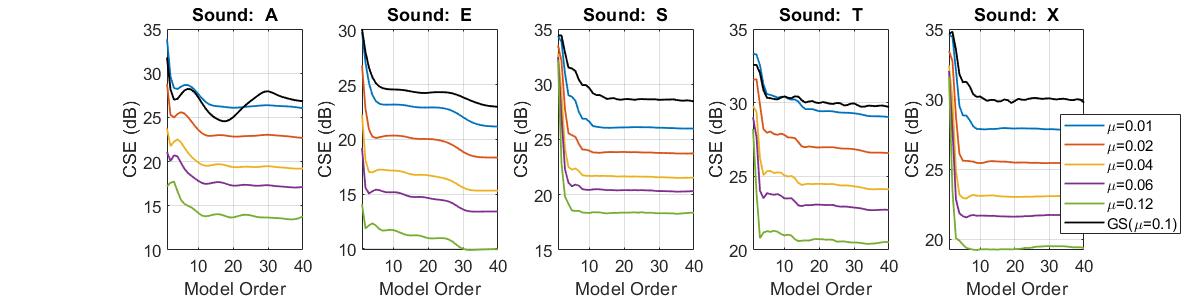 Sound: A
35
30
25
20
15
10
CSE (dB)
10 20 30 40
Model Order
Sound: E
30
25
20
15
10
CSE (dB)
10 20 30 40
Model Order
Sound: S
35
30
25
20
15
CSE (dB)
10 20 30 40
Model Order
Sound: T
35
30
25
20
CSE (dB)
10 20 30 40
Model Order
Sound: X
35
30
25
20
CSE (dB)
10 20 30 40
Model Order
μ=0.01
μ=0.02
μ=0.04
μ=0.06
μ=0.12
GS(μ=0.1)